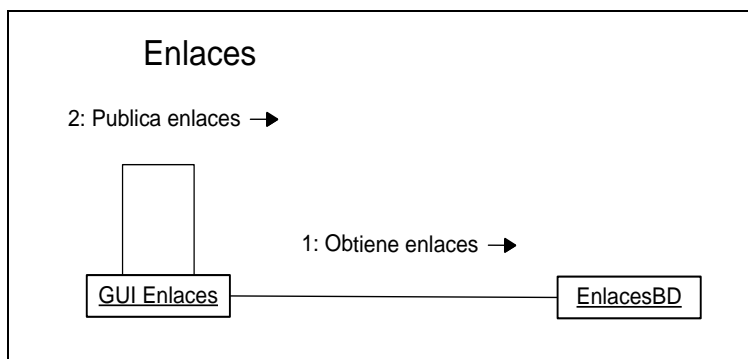 Enlaces
2: Publica enlaces
1: Obtiene enlaces
GUI Enlaces
EnlacesBD